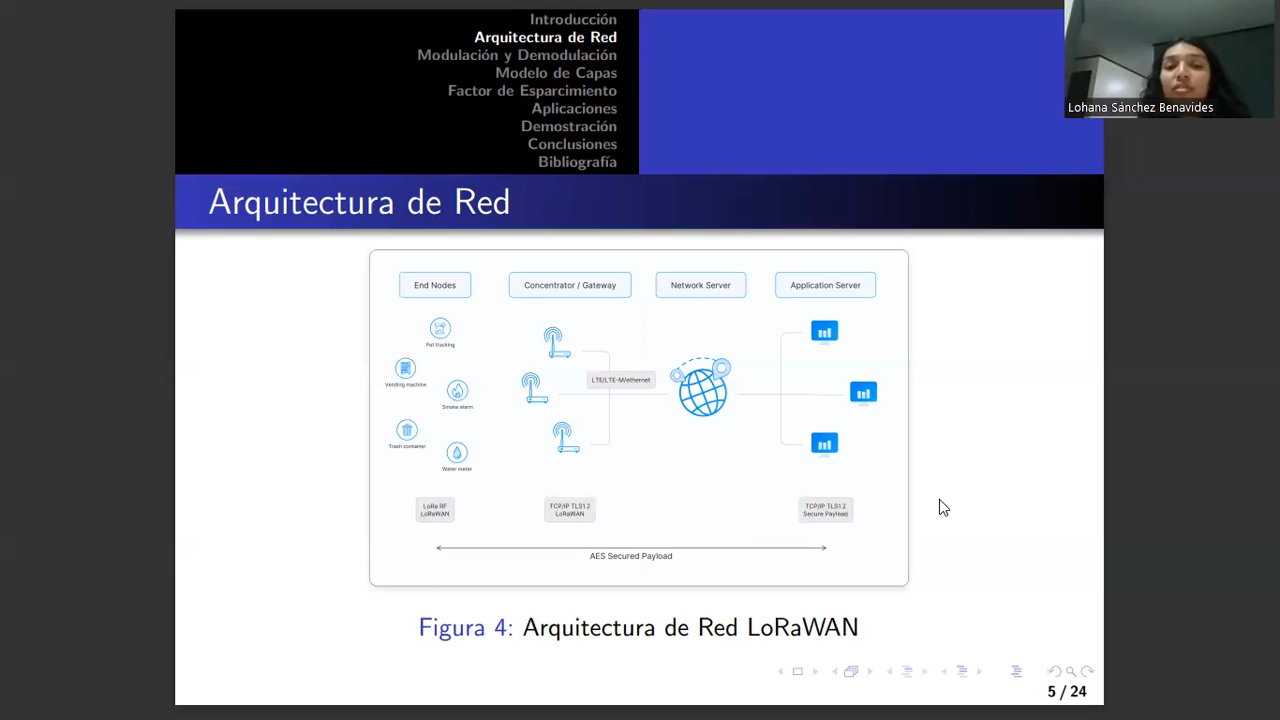 Introducción
Arquitectura de Red
Modulación y Demodulación
Modelo de Capas
Factor de Esparcimiento
Aplicaciones
Demostración
Conclusiones
Bibliografía
Lohana Sánchez Benavides
Arquitectura de Red
End Nodes
Concentrator / Gateway
Network Server
Application Server
Pet tracking
Vending machine
Smoke alarm
Trash container
Water meter
LTE/LTE-M/ethernet
LoRa RF
LoRaWAN
TCP/IP TLS1.2
LoRaWAN
TCP/IP TLS1.2
Secure Payload
AES Secured Payload
Figura 4: Arquitectura de Red LoRaWAN
5 / 24